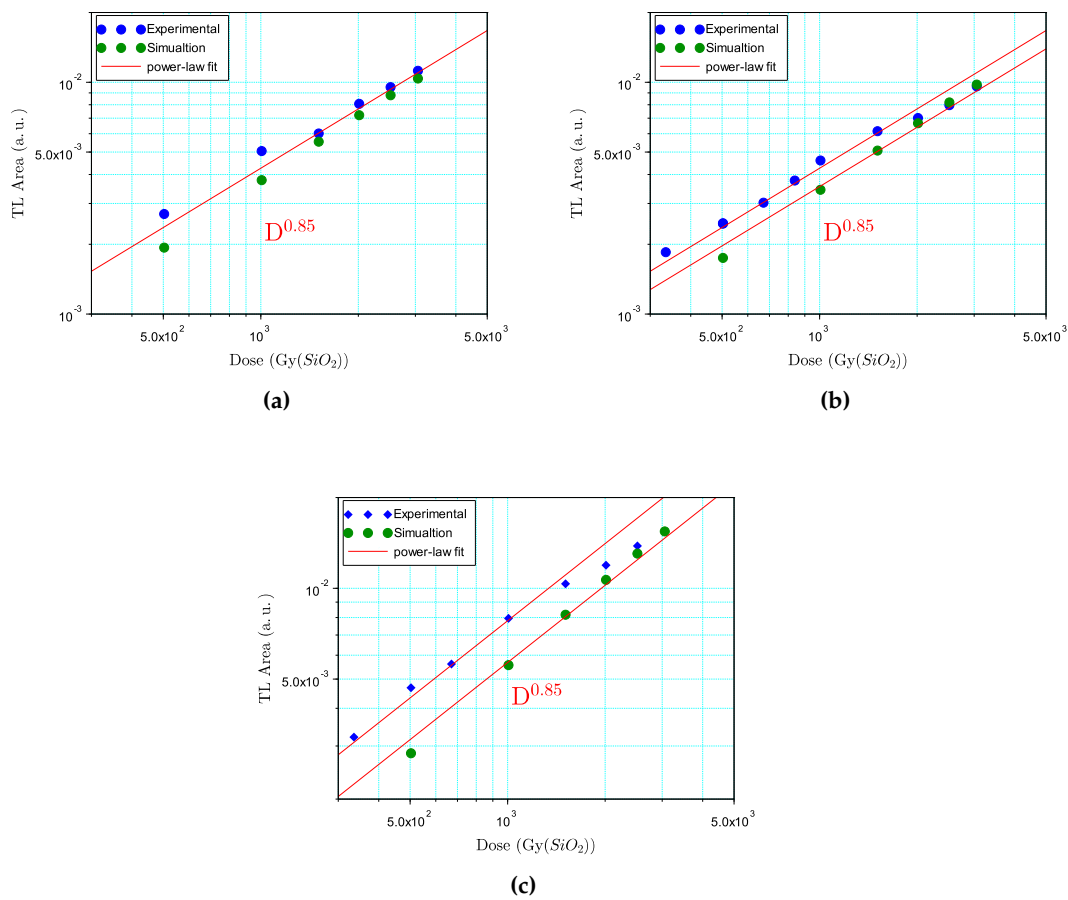 Experimental
Simualtion
power-law fit
10^-2
5.0x10^-3
10^-3
TL Area (a. u. )
D^0.85
5.0x10^2
10^3
5.0x10^3
Dose (Gy(SiO_2))
(a)
Experimental
Simualtion
power-law fit
10^-2
5.0x10^-3
10^-3
TL Area (a. u. )
D^0.85
5.0x10^2
10^3
5.0x10^3
Dose (Gy(SiO_2))
(b)
Experimental
Simualtion
power-law fit
10^-2
5.0x10^-3
TL Area (a. u. )
D^0.85
5.0x10^2
10^3
5.0x10^3
Dose (Gy(SiO_2))
(c)